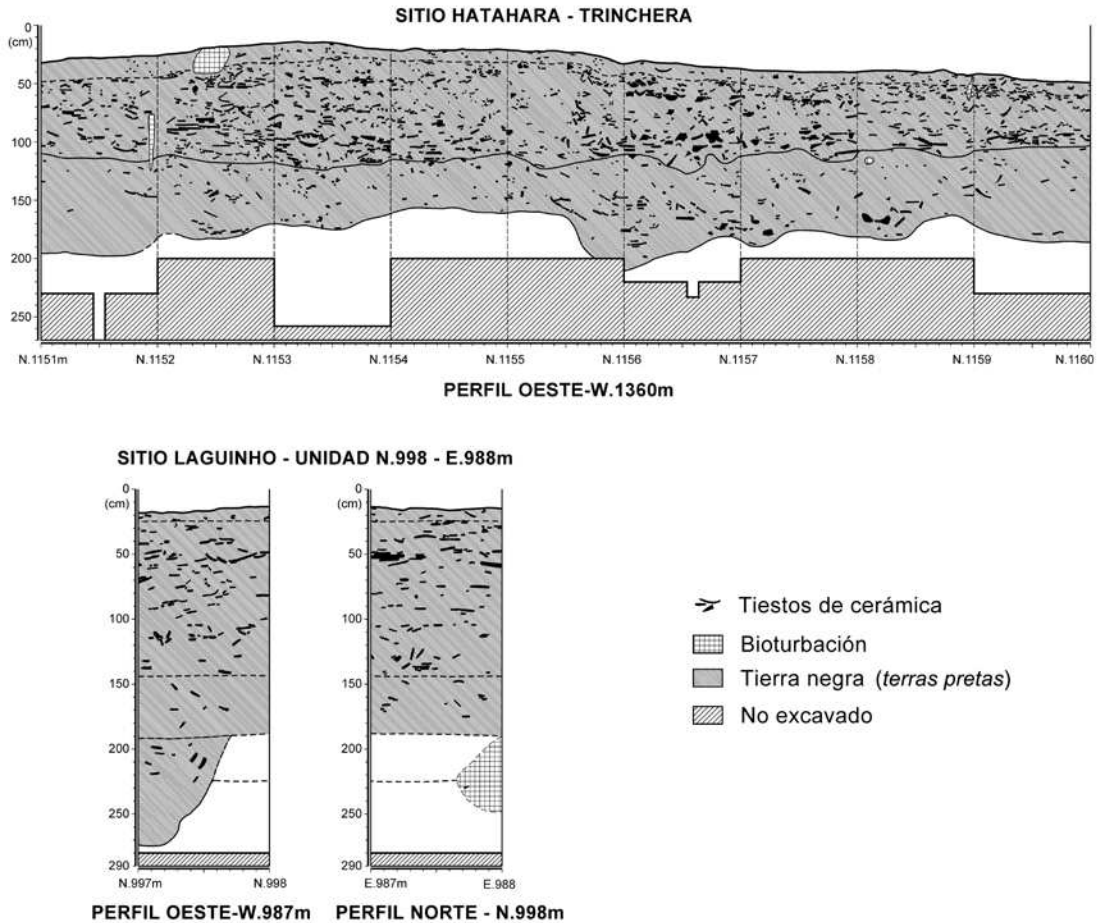 SITIO HATAHARA - TRINCHERA
0
(cm)
50
100
150
200
250
N.1151m N.1152 N.1153 N.1154 N.1155 N.1156 N.1157 N.1158 N.1159 N.1160
PERFIL OESTE-W.1360m
SITIO LAGUINHO - UNIDAD N.998 - E.988m
0
(cm)
50
100
150
200
250
290
N.997m N.998
PERFIL OESTE-W.987m
0
(cm)
50
100
150
200
250
290
E.987m E.988
PERFIL NORTE - N.998m
Tiestos de cerámica
Bioturbación
Tierra negra (terras pretas)
No excavado